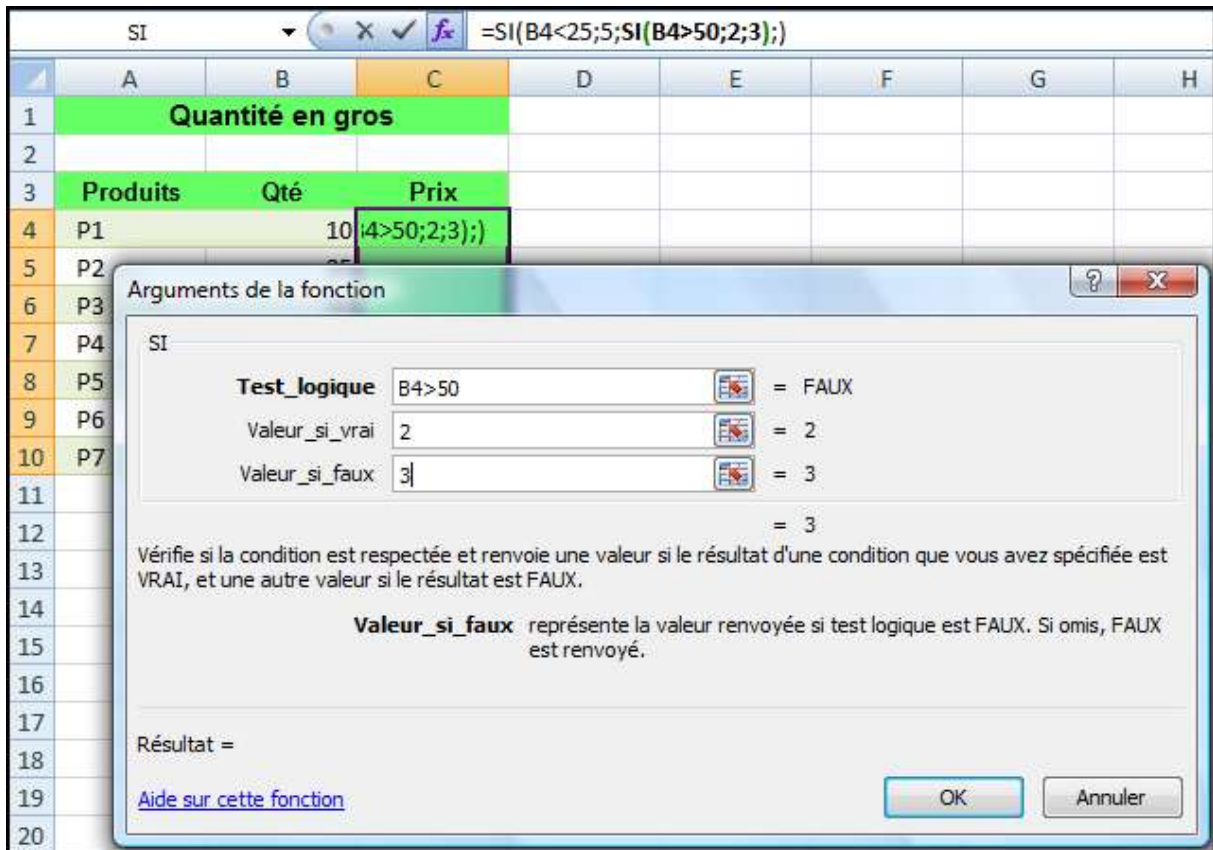 SI =SI(B4<25;5;SI(B4>50;2;3);)
A B C D E F G H
1 Quantité en gros
2
3 Produits Qté Prix
4 P1 10 B4>50;2;3);)
5 P2
6 P3
7 P4
8 P5
9 P6
10 P7
11
12
13
14
15
16
17
18
19
20
Arguments de la fonction
SI
Test_logique B4>50 = FAUX
Valeur_si_vrai 2 = 2
Valeur_si_faux 3 = 3
= 3
Vérifie si la condition est respectée et renvoie une valeur si le résultat d'une condition que vous avez spécifiée est
VRAI, et une autre valeur si le résultat est FAUX.
Valeur_si_faux représente la valeur renvoyée si test logique est FAUX. Si omis, FAUX
est renvoyé.
Résultat =
Aide sur cette fonction
OK Annuler